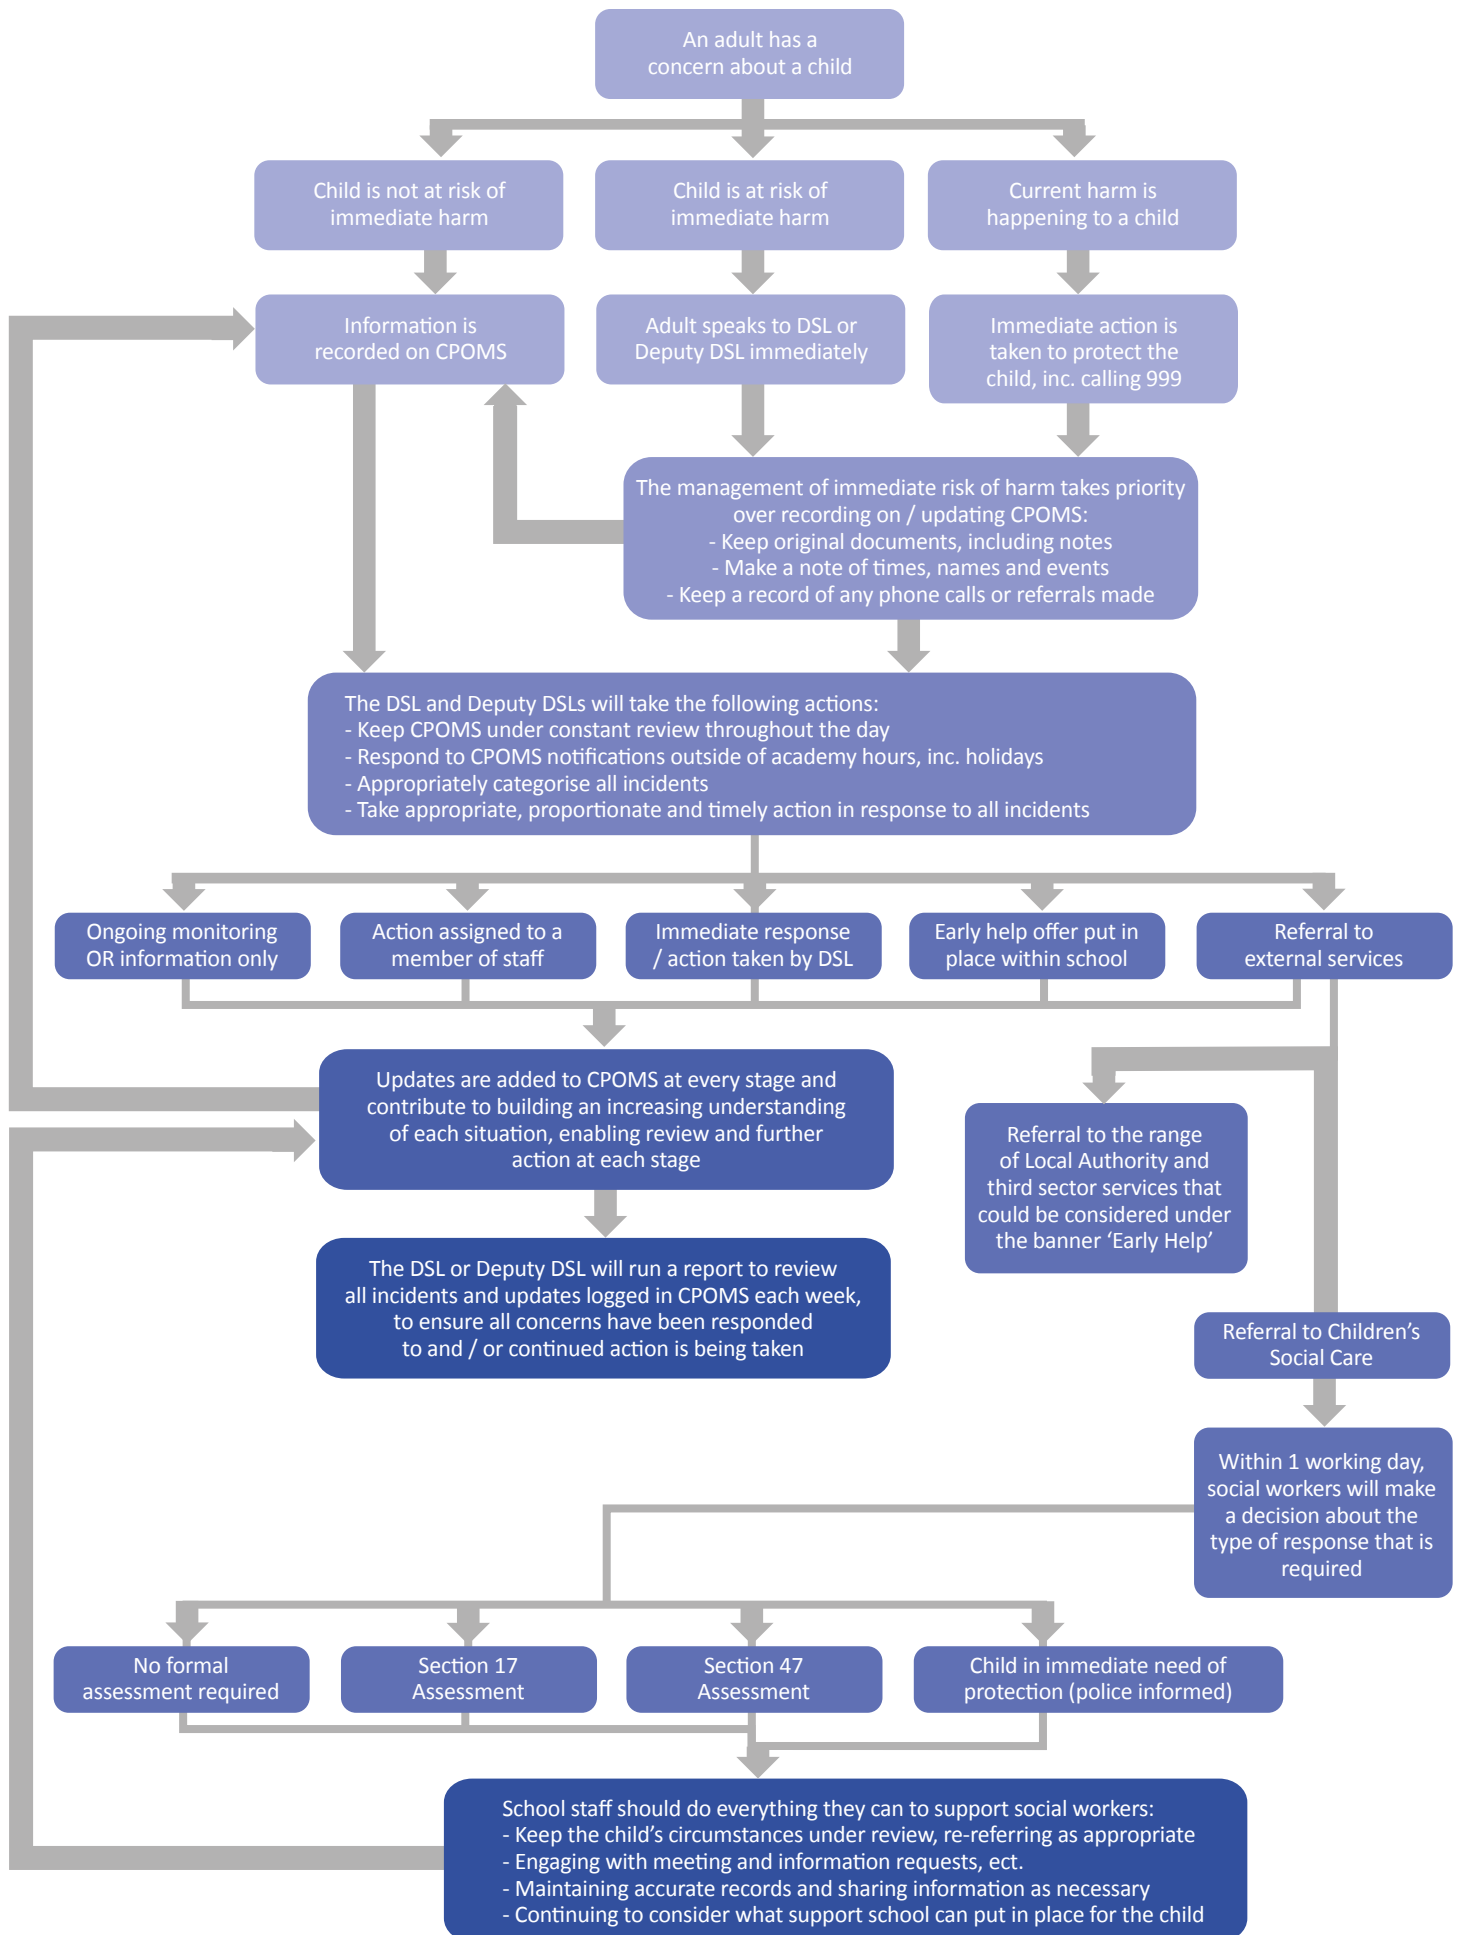 An adult has a
concern about a child
Child is not at risk of
immediate harm
Child is at risk of
immediate harm
Current harm is
happening to a child
Information is
recorded on CPOMS
Adult speaks to DSL or
Deputy DSL immediately
Immediate action is
taken to protect the
child, inc. calling 999
The management of immediate risk of harm takes priority
over recording on / updating CPOMS:
- Keep original documents, including notes
- Make a note of times, names and events
- Keep a record of any phone calls or referrals made
The DSL and Deputy DSLs will take the following actions:
- Keep CPOMS under constant review throughout the day
- Respond to CPOMS notifications outside of academy hours, inc. holidays
- Appropriately categorise all incidents
- Take appropriate, proportionate and timely action in response to all incidents
Ongoing monitoring
OR information only
Action assigned to a
member of staff
Immediate response
/ action taken by DSL
Early help offer put in
place within school
Referral to
external services
Updates are added to CPOMS at every stage and
contribute to building an increasing understanding
of each situation, enabling review and further
action at each stage
Referral to the range
of Local Authority and
third sector services that
could be considered under
the banner ‘Early Help’
The DSL or Deputy DSL will run a report to review
all incidents and updates logged in CPOMS each week,
to ensure all concerns have been responded
to and / or continued action is being taken
Referral to Children’s
Social Care
Within 1 working day,
social workers will make
a decision about the
type of response that is
required
No formal
assessment required
Section 17
Assessment
Section 47
Assessment
Child in immediate need of
protection (police informed)
School staff should do everything they can to support social workers:
- Keep the child’s circumstances under review, re-referring as appropriate
- Engaging with meeting and information requests, ect.
- Maintaining accurate records and sharing information as necessary
- Continuing to consider what support school can put in place for the child